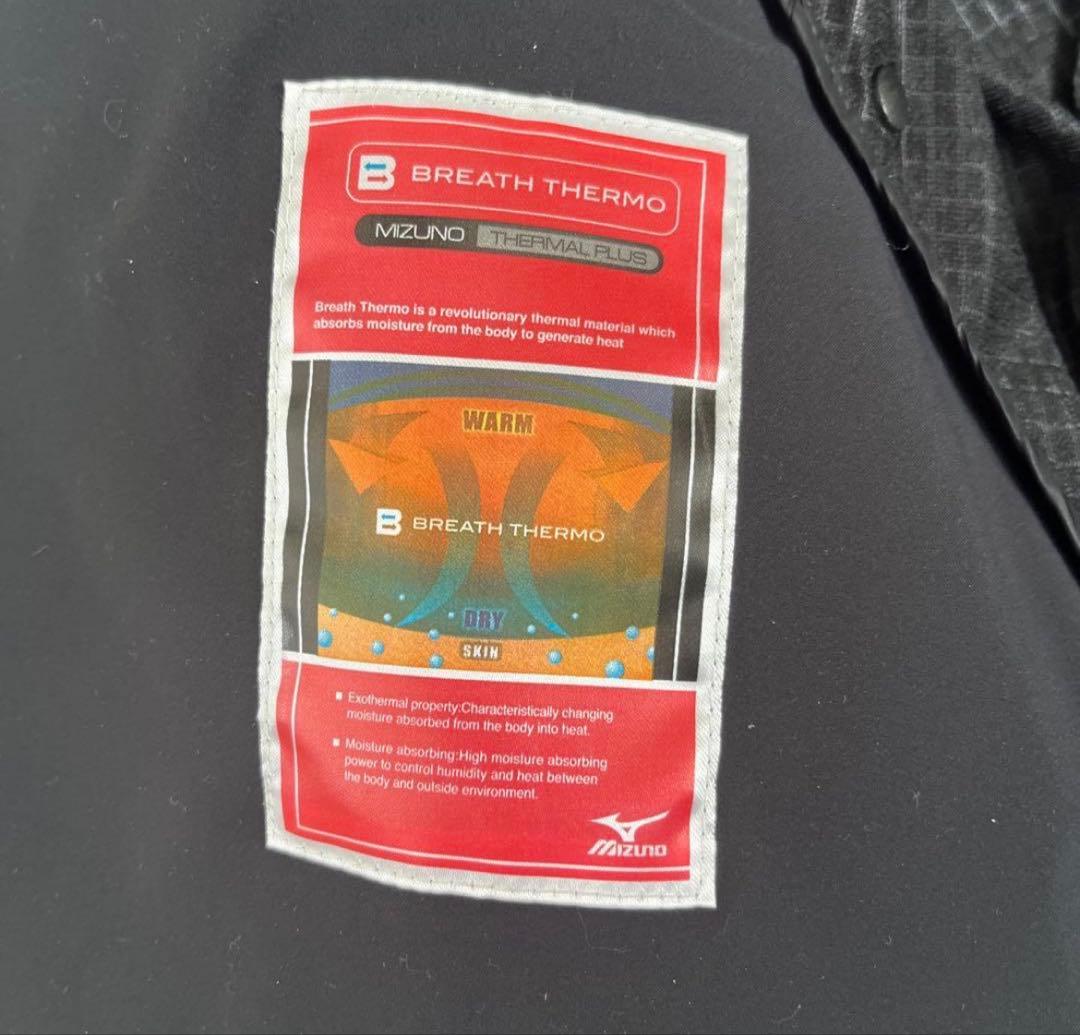 B BREATH THERMO
MIZUNO THERMAL PLUS
Breath Thermo is a revolutionary thermal material which
absorbs moisture from the body to generate heat
WARM
B BREATH THERMO
DRY
SKIN
■ Exothermal property:Characteristically changing
moisture absorbed from the body into heat.
■ Moisture absorbing:High moisture absorbing
power to control humidity and heat between
the body and outside environment.
MIZUNO